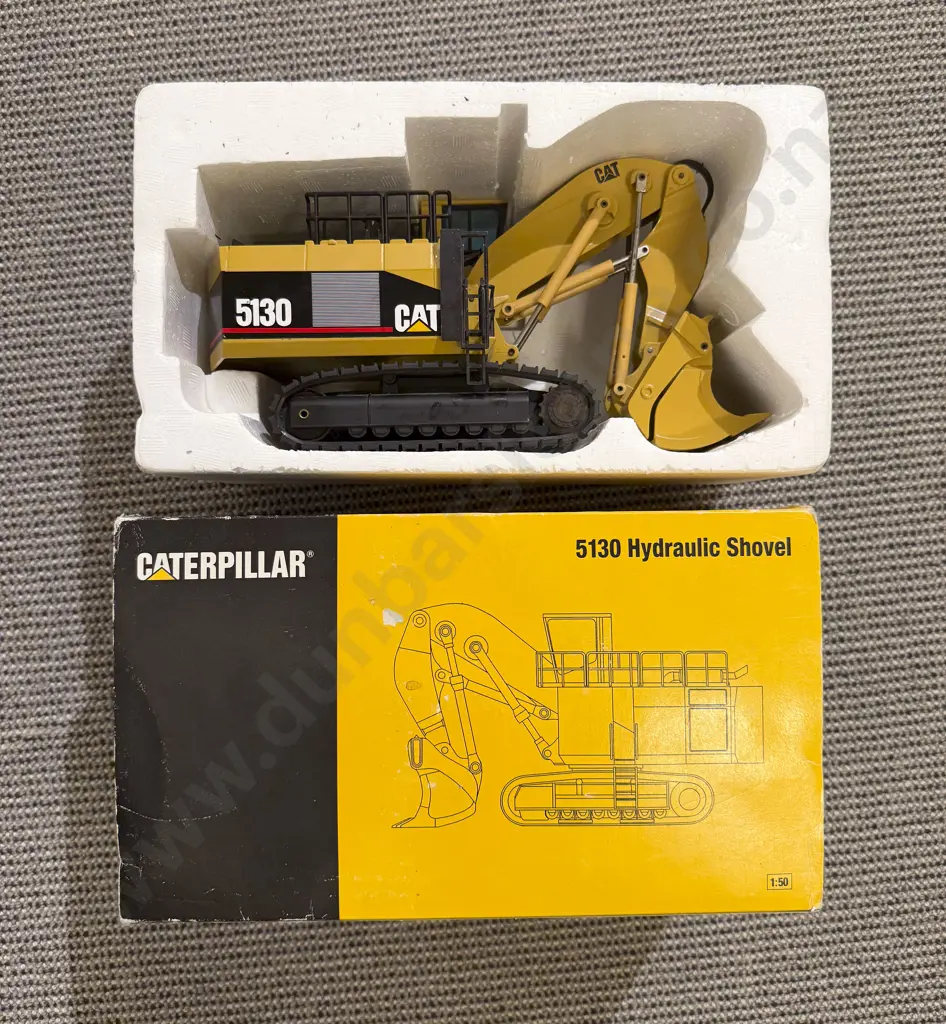 CAT
5130
CAT
CATERPILLAR®
5130 Hydraulic Shovel
1:50